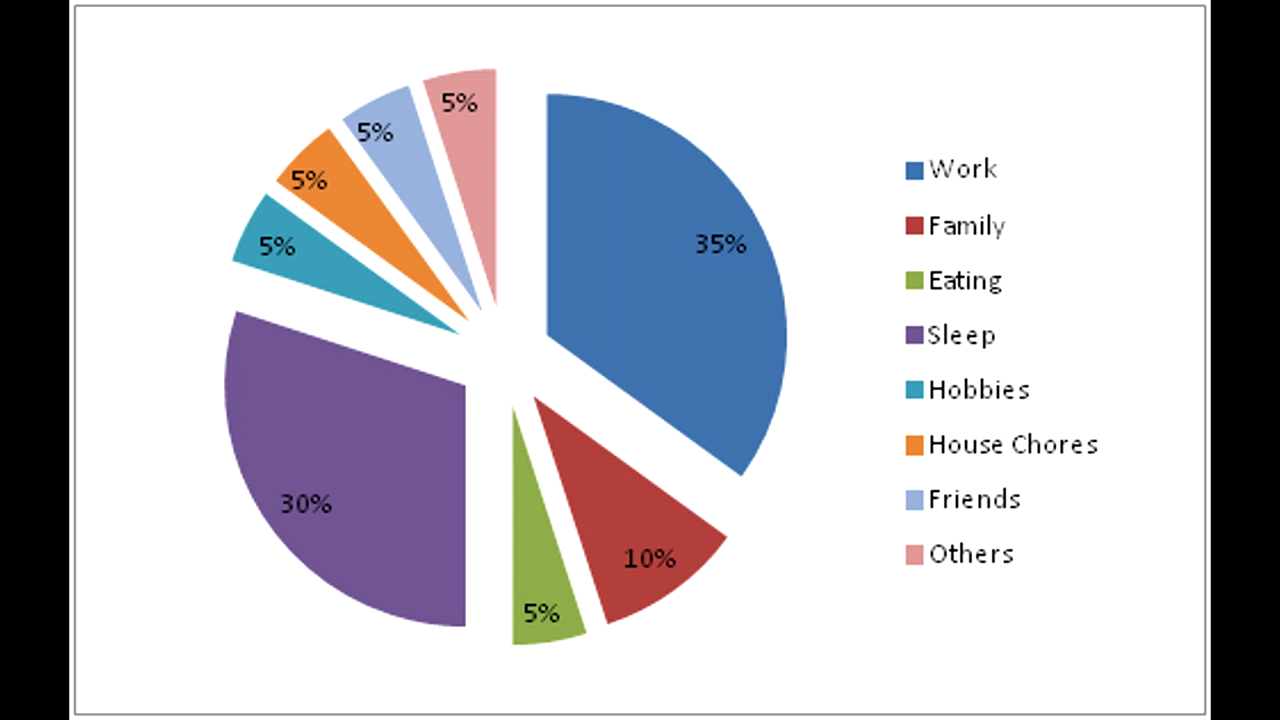 5%
5%
5%
5%
35%
30%
10%
5%
Work
Family
Eating
Sleep
Hobbies
House Chores
Friends
Others